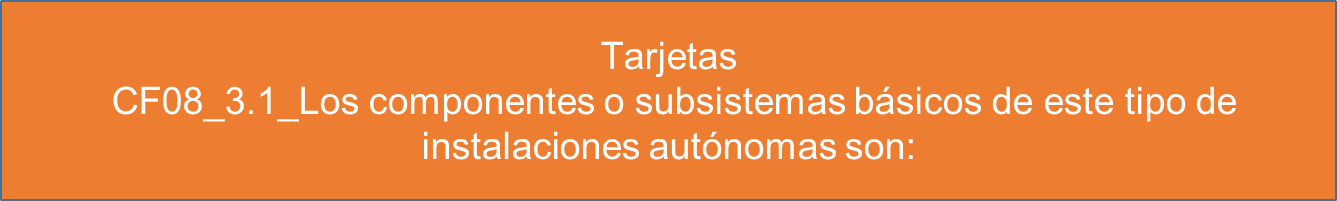 Tarjetas
CF08_3.1_Los componentes o subsistemas básicos de este tipo de
instalaciones autónomas son: